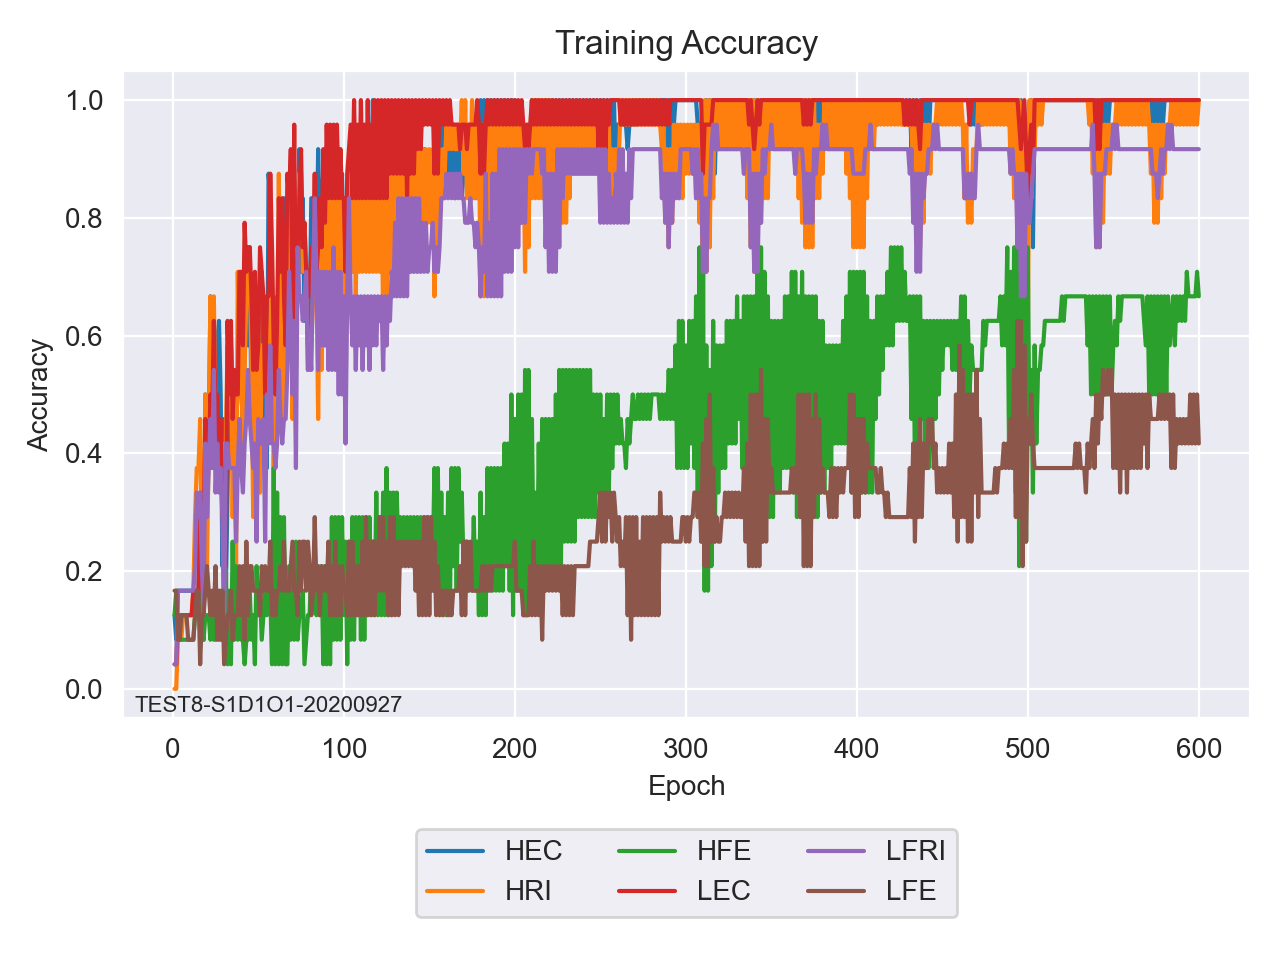 Training Accuracy
1.0
0.8
0.6
0.4
0.2
0.0
Accuracy
TEST8-S1D1O1-20200927
0 100 200 300 400 500 600
Epoch
HEC HFE LFRI
HRI LEC LFE